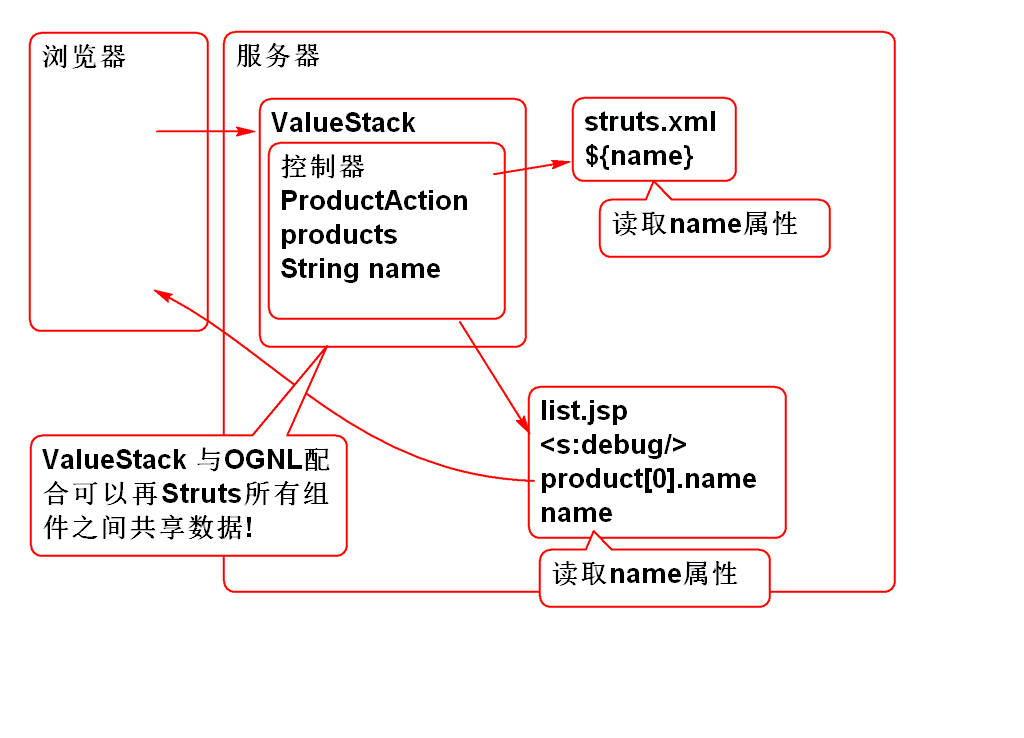 浏览器
服务器
ValueStack
控制器
ProductAction
products
String name
struts.xml
${name}
读取name属性
ValueStack 与OGNL配
合可以再Struts所有组
件之间共享数据!
list.jsp
<s:debug/>
product[0].name
name
读取name属性